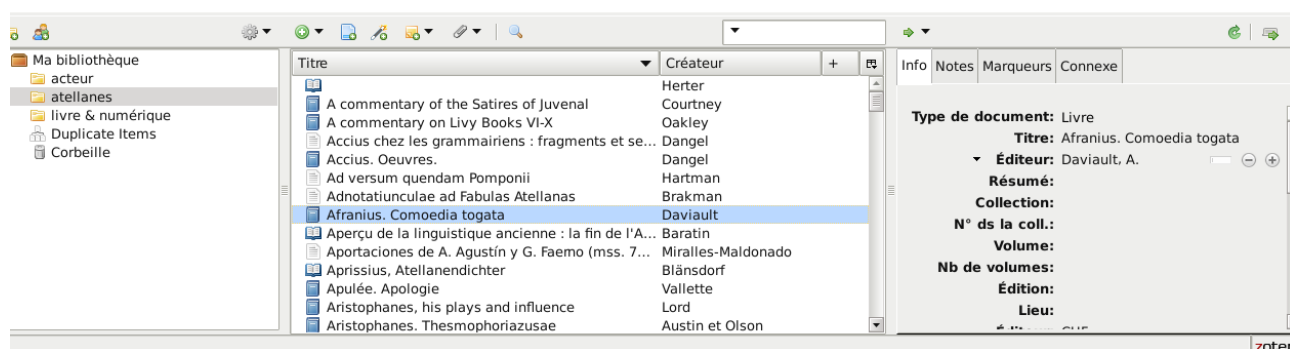 Ma bibliothèque
acteur
atellanes
livre & numérique
Duplicate Items
Corbeille
Titre Créateur +
Herter
A commentary of the Satires of Juvenal Courtney
A commentary on Livy Books VI-X Oakley
Accius chez les grammairiens : fragments et se... Dangel
Accius. Oeuvres. Dangel
Ad versum quendam Pomponii Hartman
Adnotatiunculae ad Fabulas Atellanas Brakman
Afranius. Comoedia togata Daviault
Aperçu de la linguistique ancienne : la fin de l'A... Baratin
Aportaciones de A. Agustín y G. Faemo (mss. 7... Miralles-Maldonado
Aprissius, Atellanendichter Blänsdorf
Apulée. Apologie Vallette
Aristophanes, his plays and influence Lord
Aristophanes. Thesmophoriazusae Austin et Olson
Info Notes Marqueurs Connexe
Type de document: Livre
Titre: Afranius. Comoedia togata
Éditeur: Daviault, A.
Résumé:
Collection:
N° ds la coll.:
Volume:
Nb de volumes:
Édition:
Lieu: